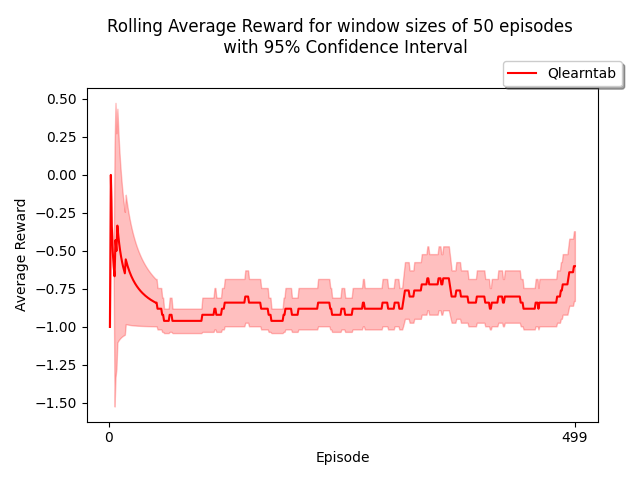 Rolling Average Reward for window sizes of 50 episodes
with 95% Confidence Interval
Qlearntab
0.50
0.25
0.00
−0.25
−0.50
−0.75
−1.00
−1.25
−1.50
Average Reward
0 499
Episode